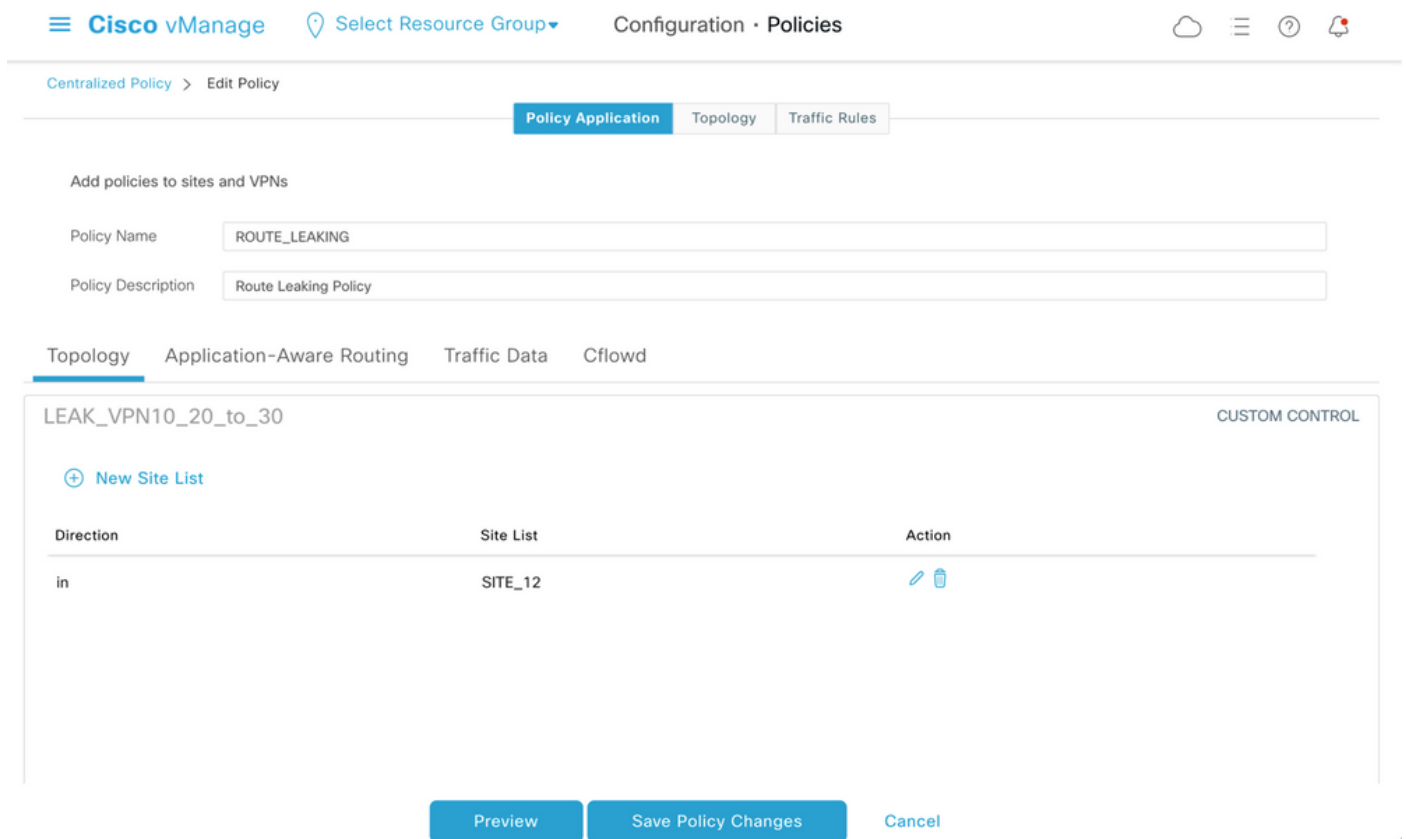 Cisco vManage Select Resource Group Configuration · Policies
Centralized Policy > Edit Policy
Policy Application Topology Traffic Rules
Add policies to sites and VPNs
Policy Name ROUTE_LEAKING
Policy Description Route Leaking Policy
Topology Application-Aware Routing Traffic Data Cflowd
LEAK_VPN10_20_to_30 CUSTOM CONTROL
New Site List
Direction Site List Action
in SITE_12
Preview Save Policy Changes Cancel